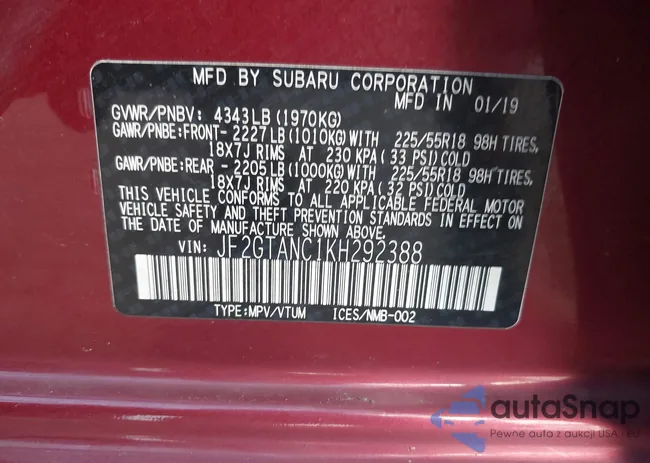 MFD BY SUBARU CORPORATION
MFD IN 01/19
GVWR/PNBV: 4343LB(1970KG)
GAWR/PNBE:FRONT- 2227LB(1010KG)WITH 225/55R18 98H TIRES,
18X7J RIMS AT 230 KPA(33 PSI)COLD
GAWR/PNBE:REAR - 2205LB(1000KG)WITH 225/55R18 98H TIRES,
18X7J RIMS AT 220 KPA(32 PSI)COLD
THIS VEHICLE CONFORMS TO ALL APPLICABLE FEDERAL MOTOR
VEHICLE SAFETY AND THEFT PREVENTION STANDARDS IN EFFECT ON
THE DATE OF MANUFACTURE SHOWN ABOVE.
VIN: JF2GTANC1KH292388
TYPE:MPV/VTUM ICES/NMB-002
autoSnap
Pewne auta z aukcji USA i EU